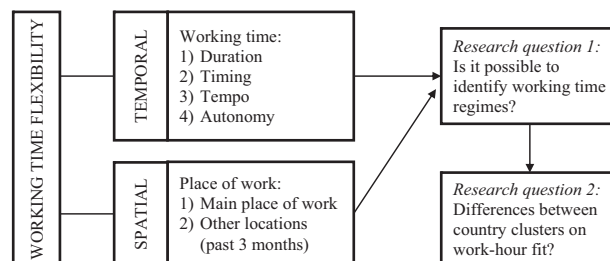 WORKING TIME FLEXIBILITY
TEMPORAL
Working time:
1) Duration
2) Timing
3) Tempo
4) Autonomy
SPATIAL
Place of work:
1) Main place of work
2) Other locations
(past 3 months)
Research question 1:
Is it possible to
identify working time
regimes?
Research question 2:
Differences between
country clusters on
work-hour fit?